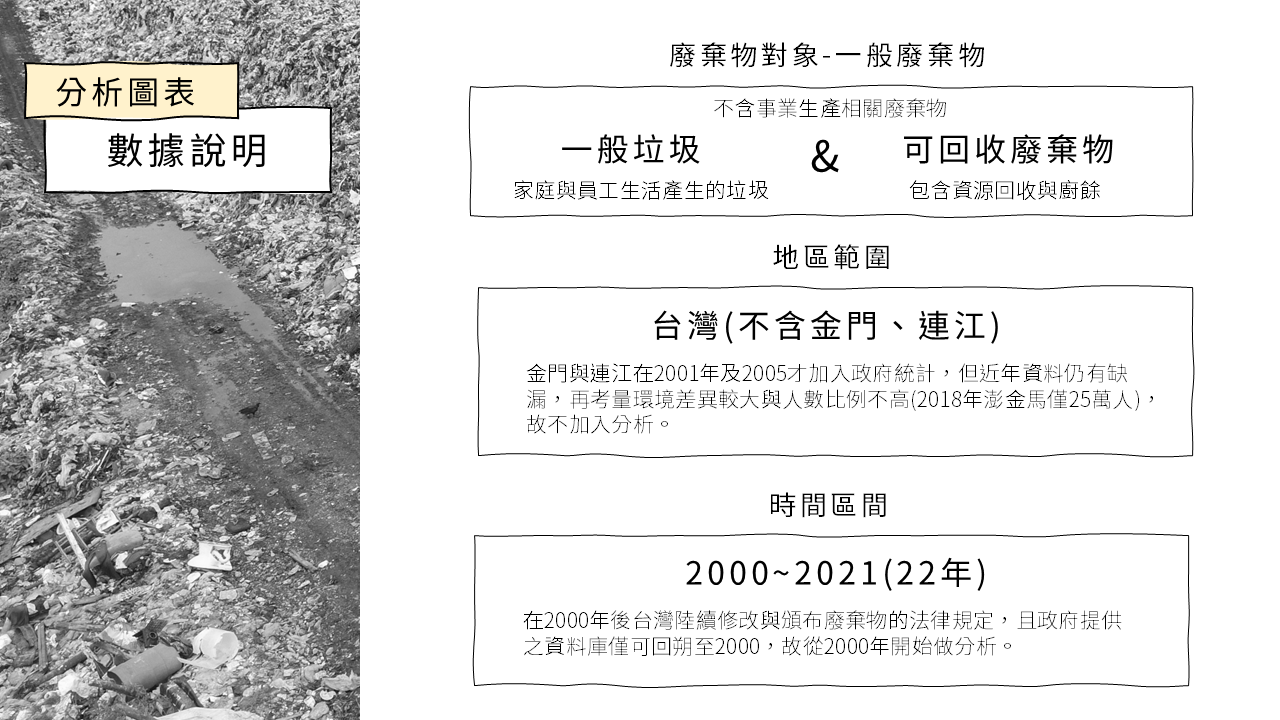 分析圖表
數據說明
廢棄物對象-一般廢棄物
不含事業生產相關廢棄物
一般垃圾 & 可回收廢棄物
家庭與員工生活產生的垃圾 包含資源回收與廚餘
地區範圍
台灣(不含金門、連江)
金門與連江在2001年及2005才加入政府統計，但近年資料仍有缺
漏，再考量環境差異較大與人數比例不高(2018年澎金馬僅25萬人)，
故不加入分析。
時間區間
2000~2021(22年)
在2000年後台灣陸續修改與頒布廢棄物的法律規定，且政府提供
之資料庫僅可回朔至2000，故從2000年開始做分析。